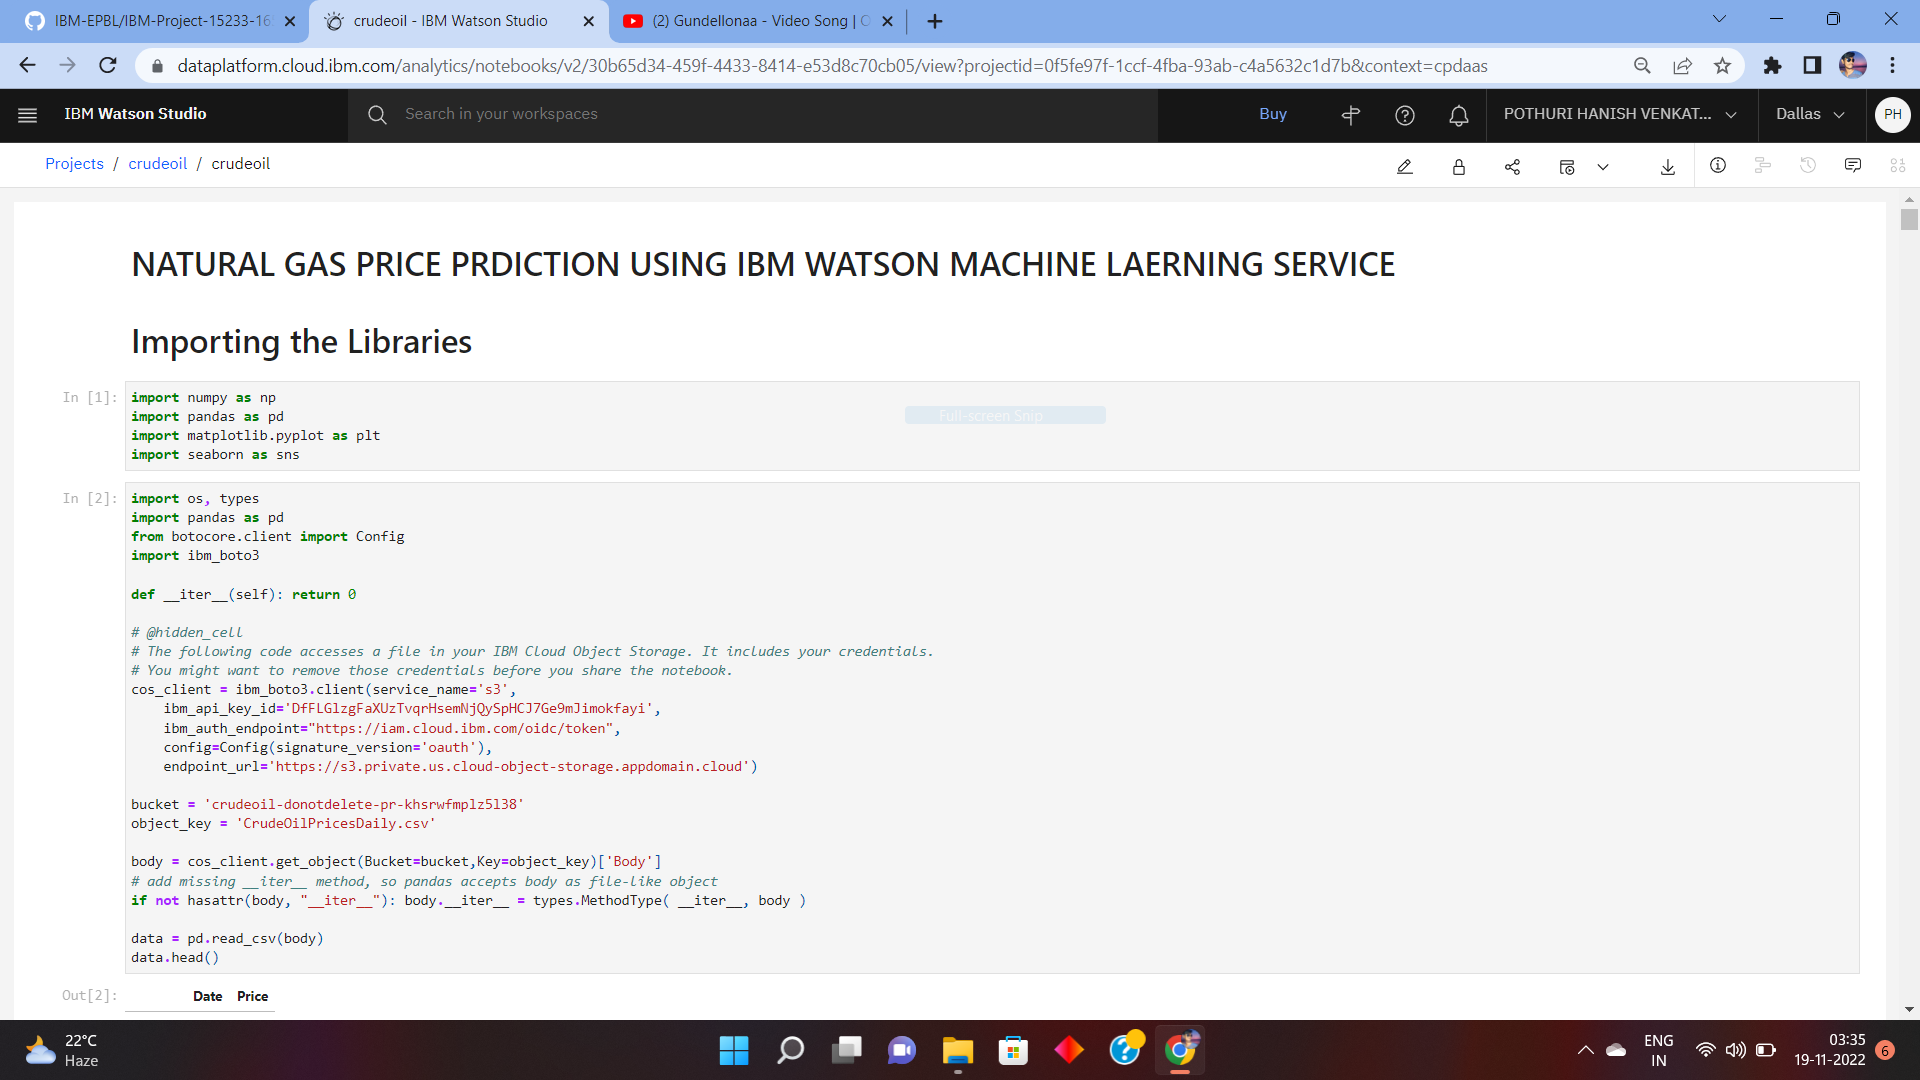 IBM-EPBL/IBM-Project-15233-16
crudeoil - IBM Watson Studio
(2) Gundellonaa - Video Song |
dataplatform.cloud.ibm.com/analytics/notebooks/v2/30b65d34-459f-4433-8414-e53d8c70cb05/view?projectid=0f5fe97f-1ccf-4fba-93ab-c4a5632c1d7b&context=cpdaas
IBM Watson Studio
Search in your workspaces
Buy
POTHURI HANISH VENKAT...
Dallas
PH
Projects / crudeoil / crudeoil
NATURAL GAS PRICE PRDICTION USING IBM WATSON MACHINE LAERNING SERVICE
Importing the Libraries
In [1]:
import numpy as np
import pandas as pd
import matplotlib.pyplot as plt
import seaborn as sns
Full-screen Snip
In [2]:
import os, types
import pandas as pd
from botocore.client import Config
import ibm_boto3
def __iter__(self): return 0
# @hidden_cell
# The following code accesses a file in your IBM Cloud Object Storage. It includes your credentials.
# You might want to remove those credentials before you share the notebook.
cos_client = ibm_boto3.client(service_name='s3',
ibm_api_key_id='DfFLGlzgFaXUzTvqrHsemNjQySpHCJ7Ge9mJimokfayi',
ibm_auth_endpoint="https://iam.cloud.ibm.com/oidc/token",
config=Config(signature_version='oauth'),
endpoint_url='https://s3.private.us.cloud-object-storage.appdomain.cloud')
bucket = 'crudeoil-donotdelete-pr-khsrwfmplz5l38'
object_key = 'CrudeOilPricesDaily.csv'
body = cos_client.get_object(Bucket=bucket,Key=object_key)['Body']
# add missing __iter__ method, so pandas accepts body as file-like object
if not hasattr(body, "__iter__"): body.__iter__ = types.MethodType( __iter__, body )
data = pd.read_csv(body)
data.head()
Out[2]:
Date Price
22°C
Haze
ENG
IN
03:35
19-11-2022
6